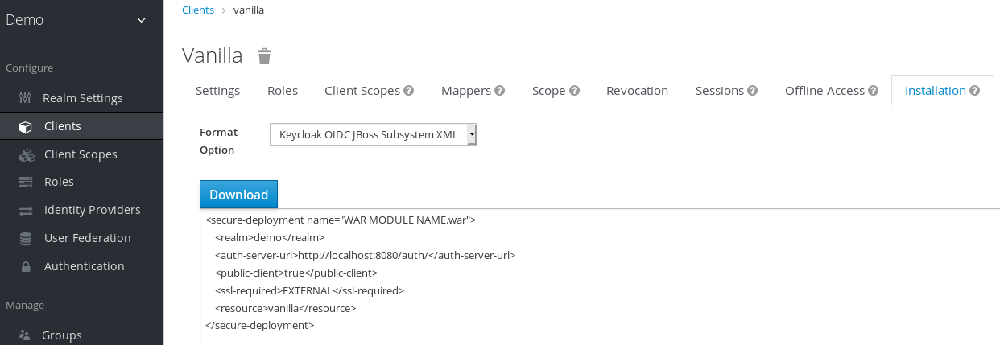 Demo
Configure
Realm Settings
Clients
Client Scopes
Roles
Identity Providers
User Federation
Authentication
Manage
Groups
Clients > vanilla
Vanilla
Settings Roles Client Scopes ? Mappers ? Scope ? Revocation Sessions ? Offline Access ? Installation ?
Format
Option
Keycloak OIDC JBoss Subsystem XML
Download
<secure-deployment name="WAR MODULE NAME.war">
    <realm>demo</realm>
    <auth-server-url>http://localhost:8080/auth/</auth-server-url>
    <public-client>true</public-client>
    <ssl-required>EXTERNAL</ssl-required>
    <resource>vanilla</resource>
</secure-deployment>